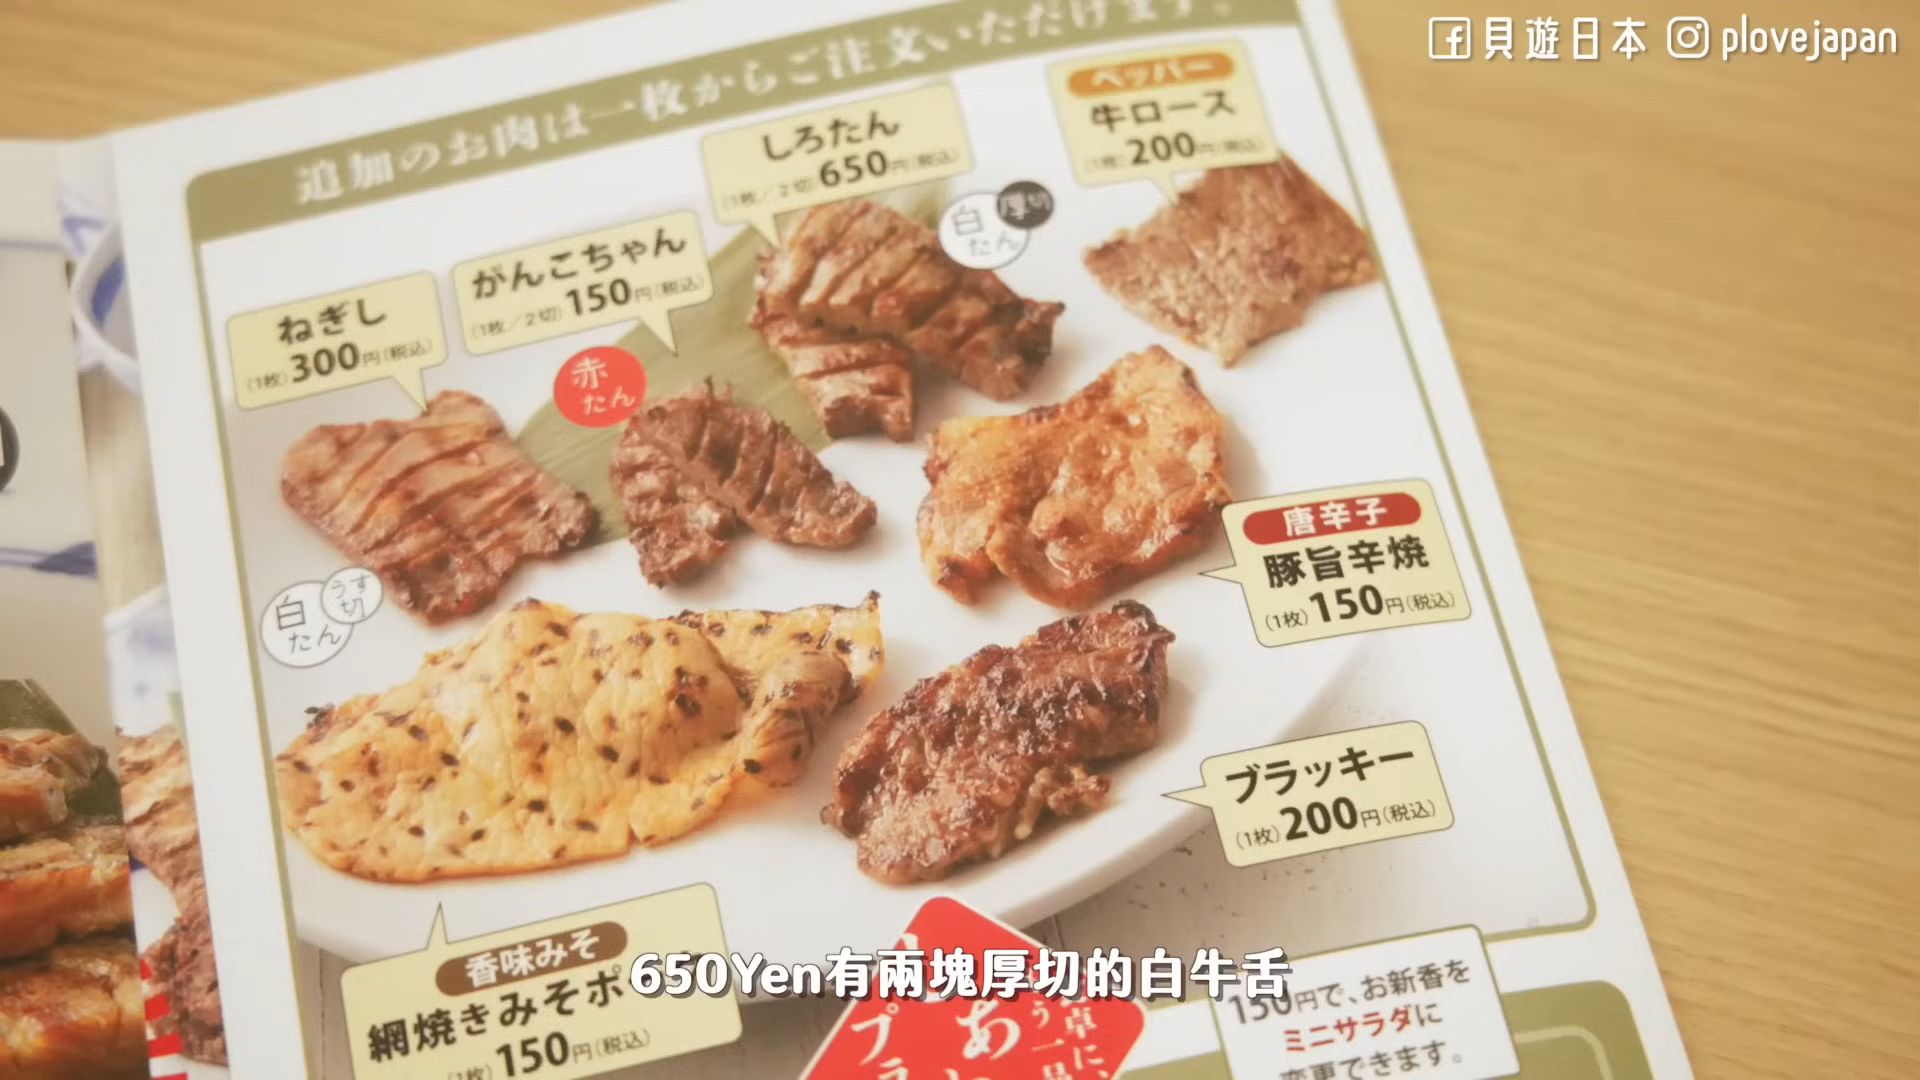 貝遊日本 plovejapan
追加のお肉は一枚からご注文いただけます。
ペッパー
牛ロース
(1枚)200円(税込)
しろたん
(1枚/2切)650円(税込)
白たん
厚切
がんこちゃん
(1枚/2切)150円(税込)
ねぎし
(1枚)300円(税込)
赤たん
白たん
うす切
唐辛子
豚旨辛焼
(1枚)150円(税込)
ブラッキー
(1枚)200円(税込)
香味みそ
網焼きみそポ
(1枚)150円(税込)
650Yen有兩塊厚切的白牛舌
150円で、お新香を
ミニサラダに
変更できます。